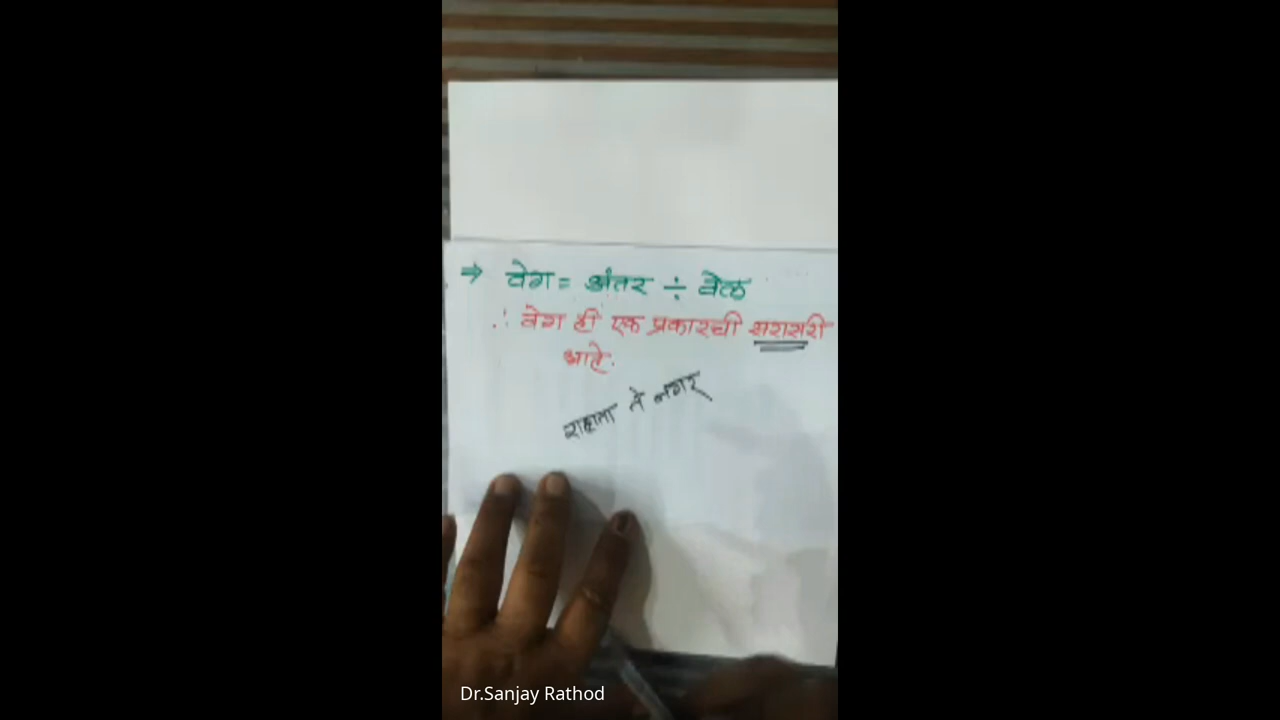 ⇒ वेग = अंतर ÷ वेळ
∴ वेग ही एक प्रकारची सरासरी
आहे.
राहाता ते नगर
Dr.Sanjay Rathod